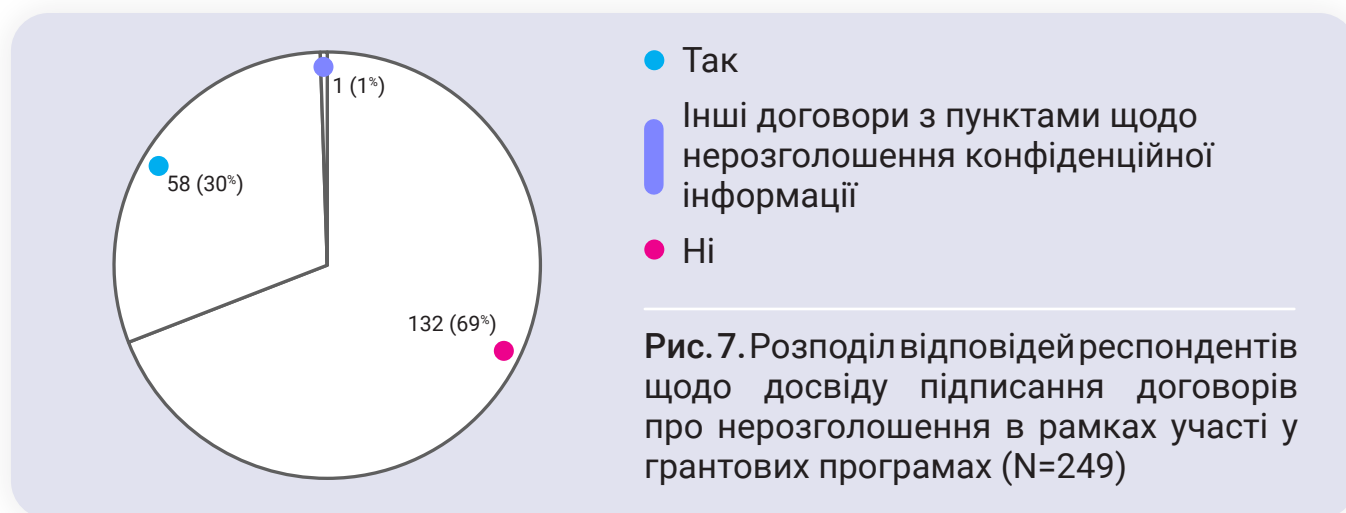 1 (1%)
58 (30%)
132 (69%)
Так
Інші договори з пунктами щодо
нерозголошення конфіденційної
інформації
Ні
Рис. 7. Розподіл відповідей респондентів
щодо досвіду підписання договорів
про нерозголошення в рамках участі у
грантових програмах (N=249)